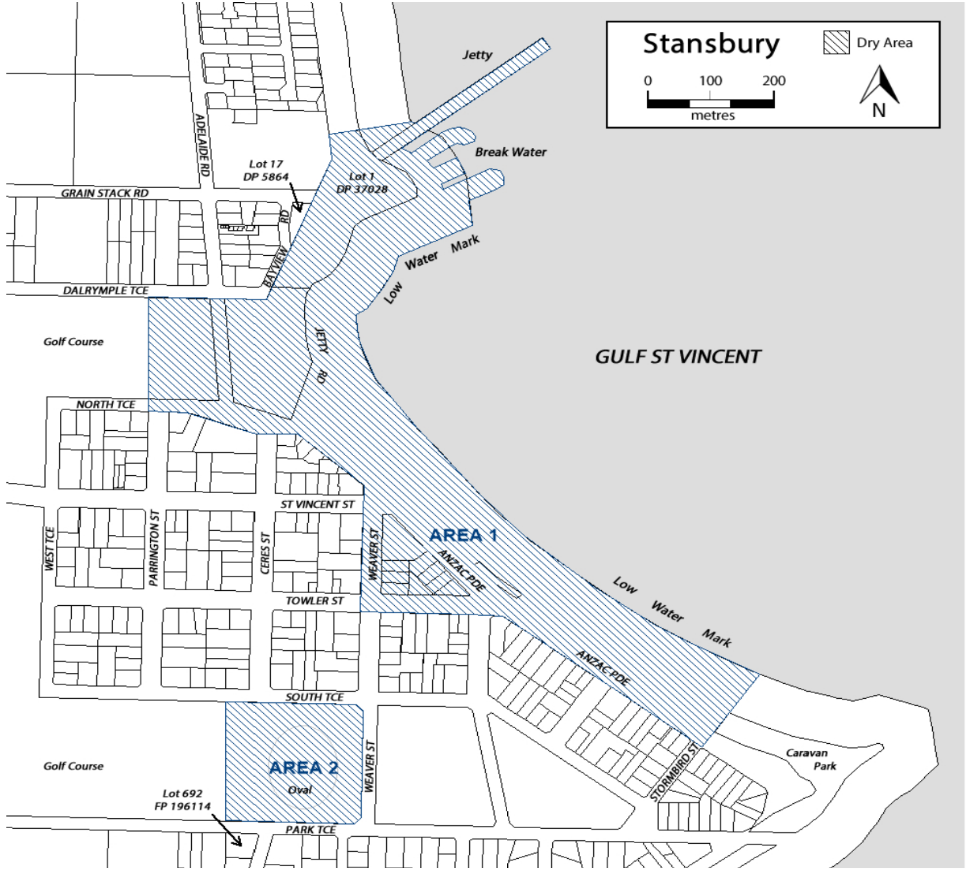 Stansbury
Dry Area
0 100 200
metres
N
Jetty
Break Water
ADELAIDE RD
Lot 17
DP 5864
Lot 1
DP 37028
GRAIN STACK RD
BAYVIEW RD
Low Water Mark
DALRYMPLE TCE
Golf Course
JETTY RD
GULF ST VINCENT
NORTH TCE
ST VINCENT ST
WEST TCE
PARRINGTON ST
CERES ST
WEAVER ST
AREA 1
ANZAC PDE
TOWLER ST
Low Water Mark
ANZAC PDE
SOUTH TCE
Golf Course
AREA 2
Oval
WEAVER ST
STORMBIRD ST
Caravan
Park
Lot 692
FP 196114
PARK TCE